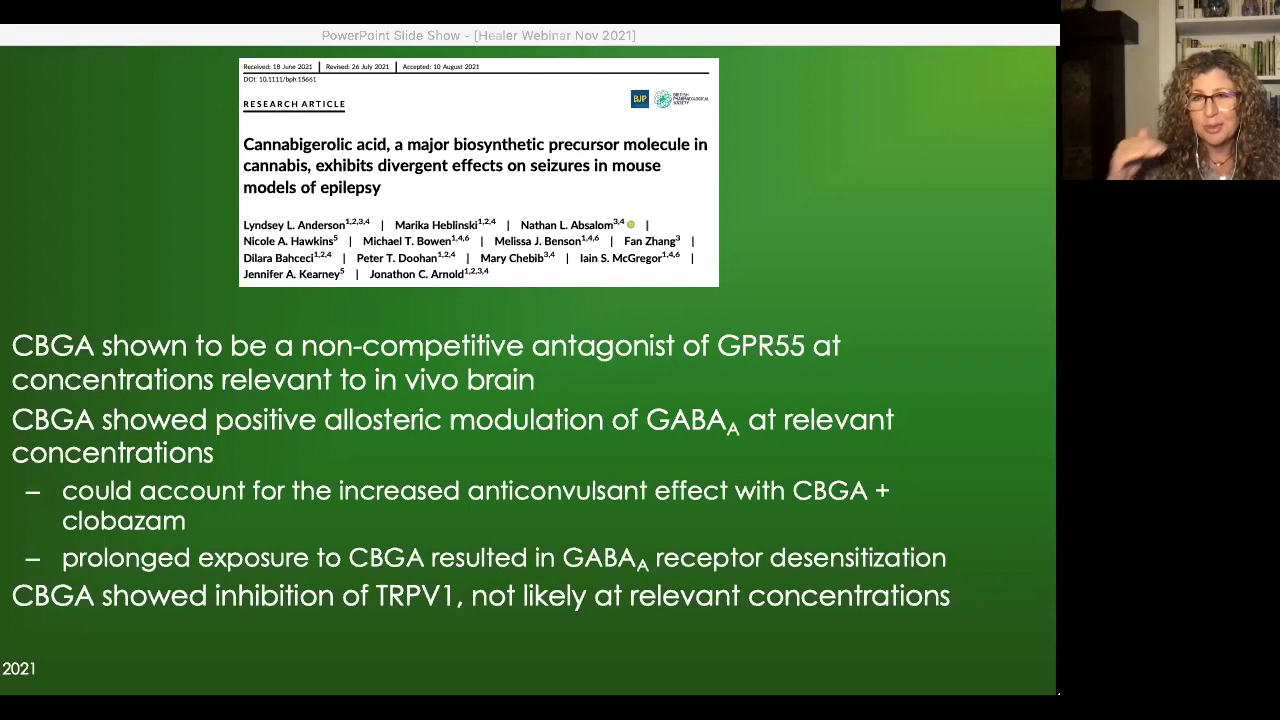 PowerPoint Slide Show - [Healer Webinar Nov 2021]
Received: 18 June 2021 | Revised: 26 July 2021 | Accepted: 10 August 2021
DOI: 10.1111/bph.15661
RESEARCH ARTICLE
BJP BRITISH
PHARMACOLOGICAL
SOCIETY
Cannabigerolic acid, a major biosynthetic precursor molecule in
cannabis, exhibits divergent effects on seizures in mouse
models of epilepsy
Lyndsey L. Anderson1,2,3,4 | Marika Heblinski1,2,4 | Nathan L. Absalom3,4 |
Nicole A. Hawkins5 | Michael T. Bowen1,4,6 | Melissa J. Benson1,4,6 | Fan Zhang3 |
Dilara Bahceci1,2,4 | Peter T. Doohan1,2,4 | Mary Chebib3,4 | Iain S. McGregor1,4,6 |
Jennifer A. Kearney5 | Jonathon C. Arnold1,2,3,4
CBGA shown to be a non-competitive antagonist of GPR55 at
concentrations relevant to in vivo brain
CBGA showed positive allosteric modulation of GABAA at relevant
concentrations
– could account for the increased anticonvulsant effect with CBGA +
clobazam
– prolonged exposure to CBGA resulted in GABAA receptor desensitization
CBGA showed inhibition of TRPV1, not likely at relevant concentrations
2021